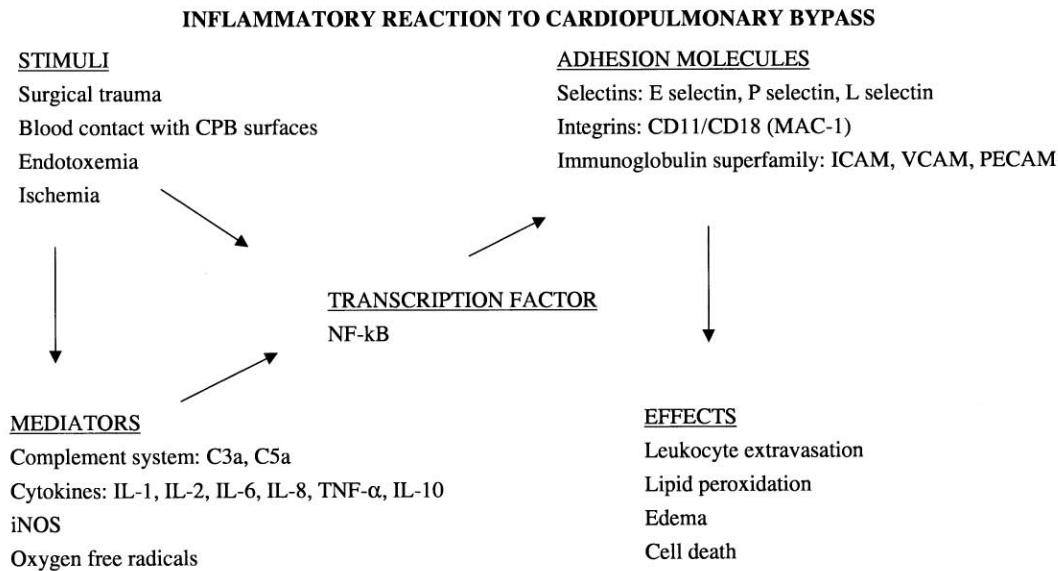 INFLAMMATORY REACTION TO CARDIOPULMONARY BYPASS
STIMULI
Surgical trauma
Blood contact with CPB surfaces
Endotoxemia
Ischemia
ADHESION MOLECULES
Selectins: E selectin, P selectin, L selectin
Integrins: CD11/CD18 (MAC-1)
Immunoglobulin superfamily: ICAM, VCAM, PECAM
TRANSCRIPTION FACTOR
NF-kB
MEDIATORS
Complement system: C3a, C5a
Cytokines: IL-1, IL-2, IL-6, IL-8, TNF-α, IL-10
iNOS
Oxygen free radicals
EFFECTS
Leukocyte extravasation
Lipid peroxidation
Edema
Cell death